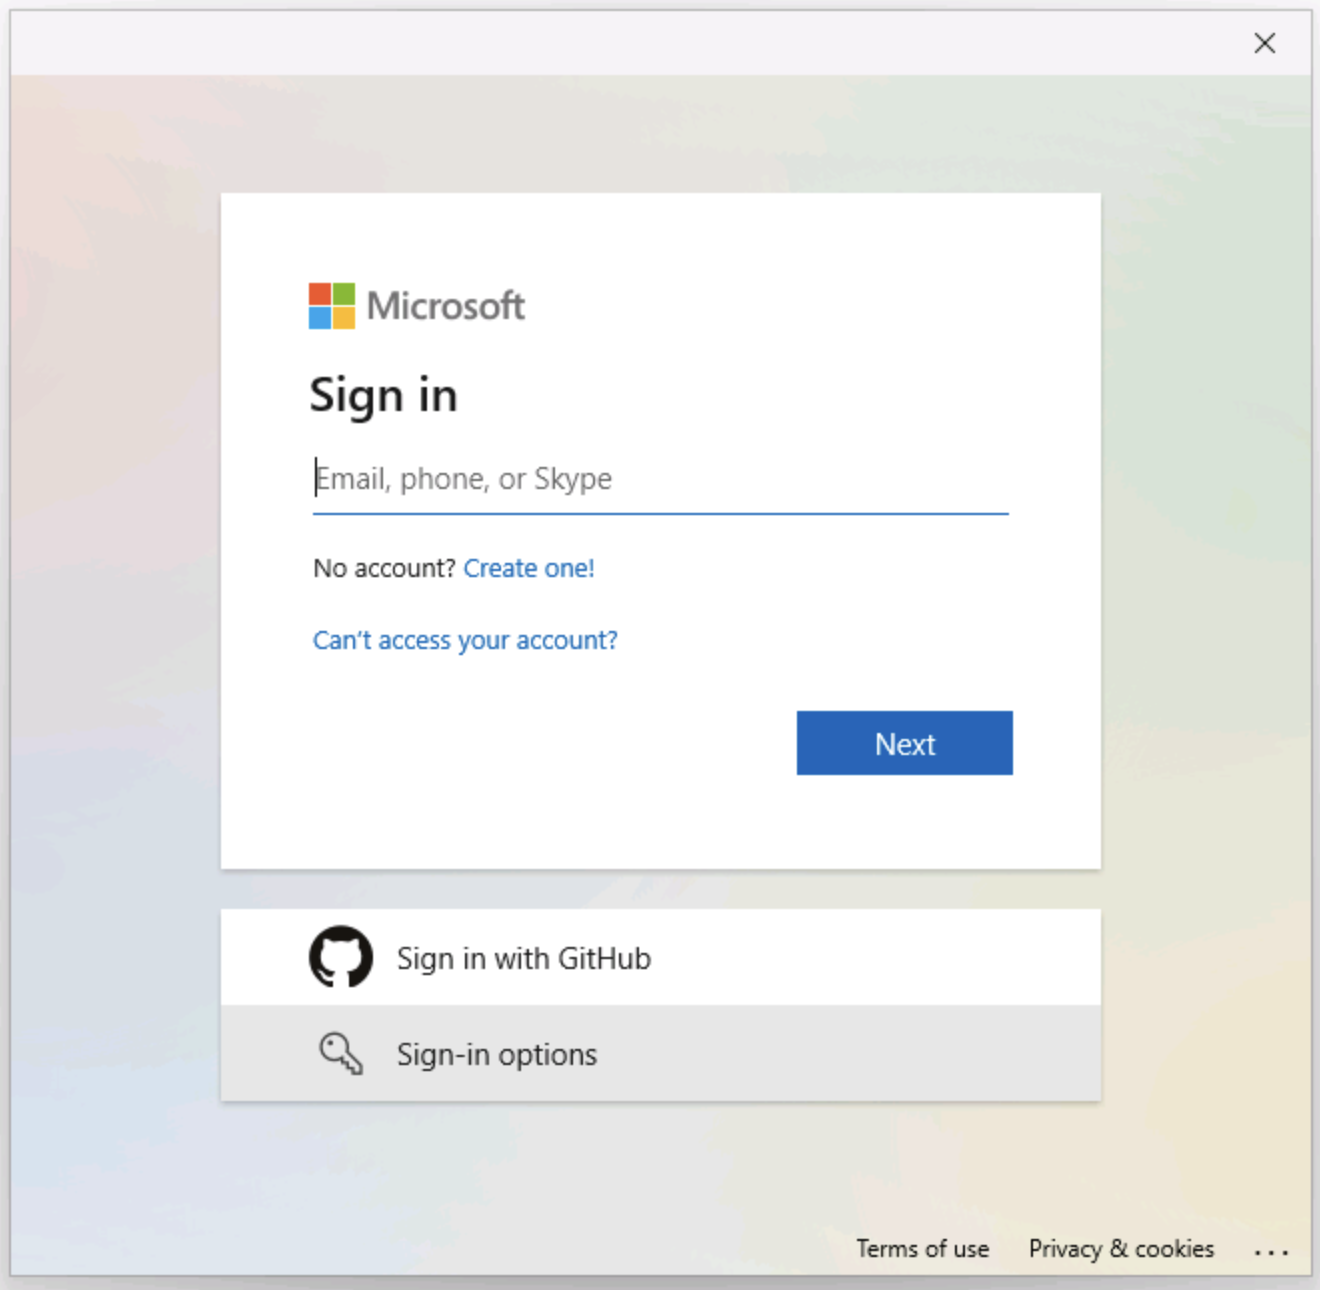 Microsoft
Sign in
Email, phone, or Skype
No account? Create one!
Can't access your account?
Next
Sign in with GitHub
Sign-in options
Terms of use Privacy & cookies ...